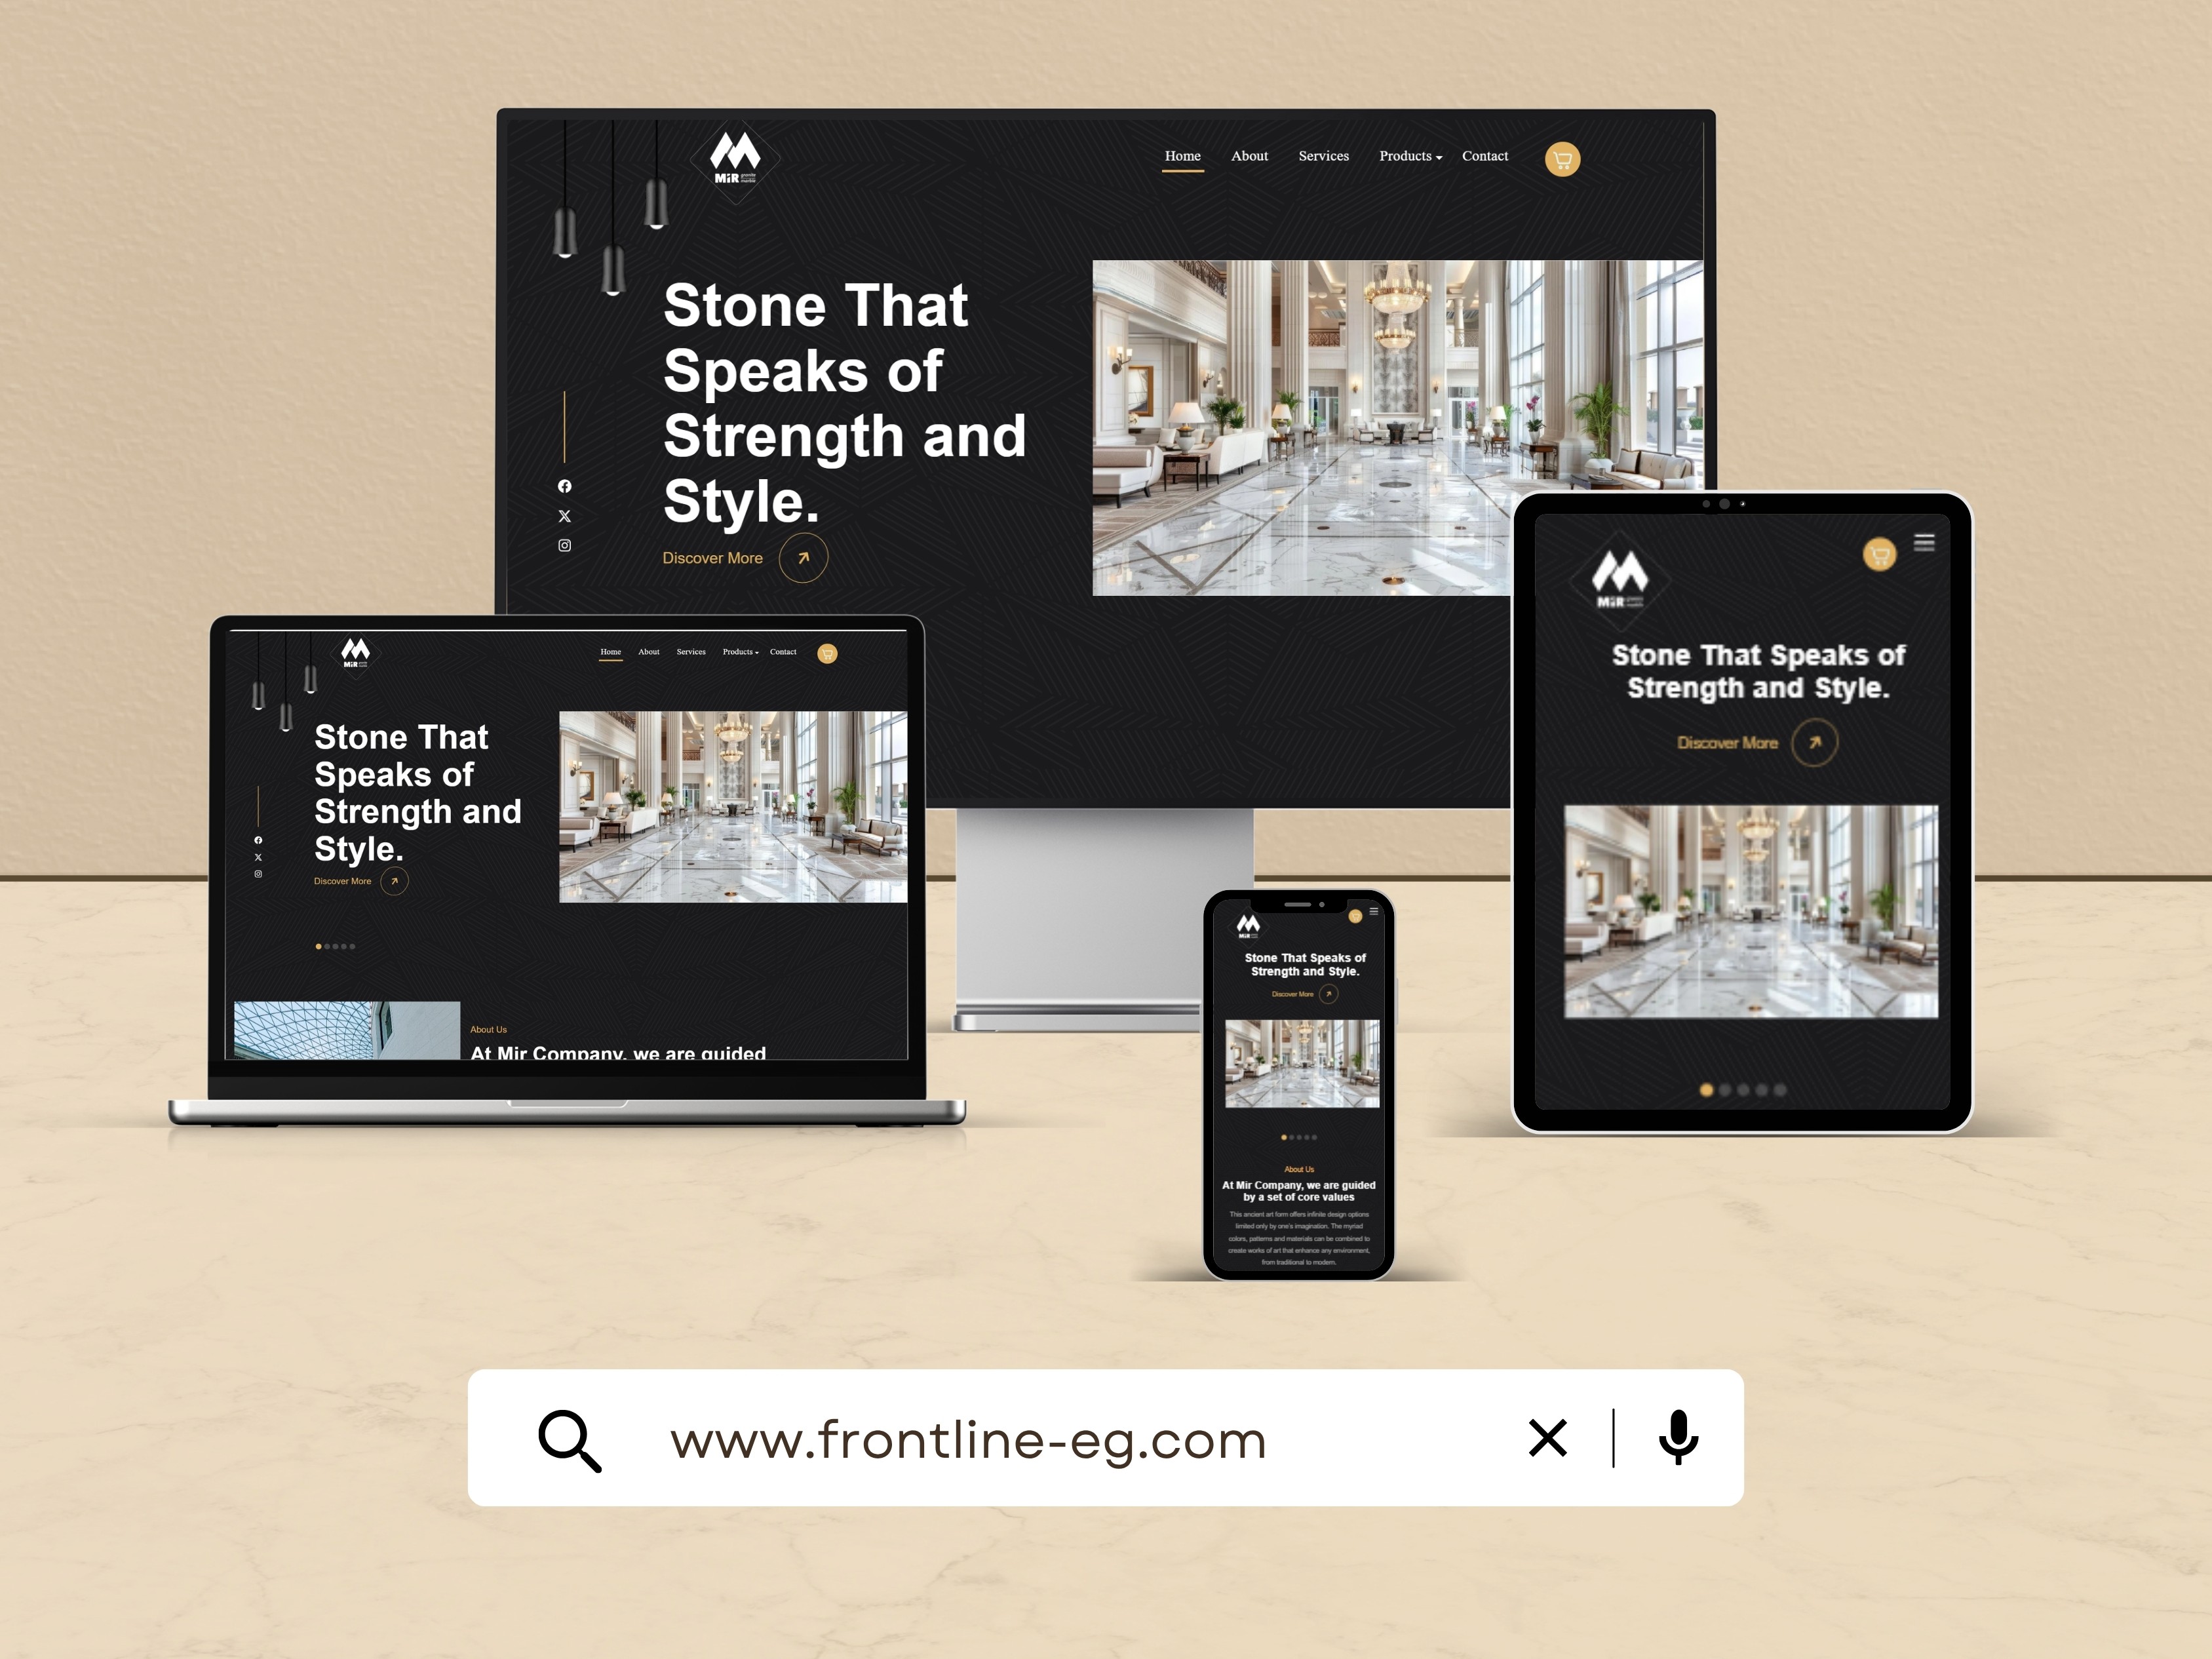 MiR granite marble
Home About Services Products Contact
Stone That
Speaks of
Strength and
Style.
Discover More
MiR
Home About Services Products Contact
Stone That
Speaks of
Strength and
Style.
Discover More
About Us
At Mir Company, we are guided
MiR
Stone That Speaks of
Strength and Style.
Discover More
MiR
Stone That Speaks of
Strength and Style.
Discover More
About Us
At Mir Company, we are guided
by a set of core values
This ancient art form offers infinite design options
limited only by one's imagination. The myriad
colors, patterns and materials can be combined to
create works of art that enhance any environment,
from traditional to modern.
www.frontline-eg.com